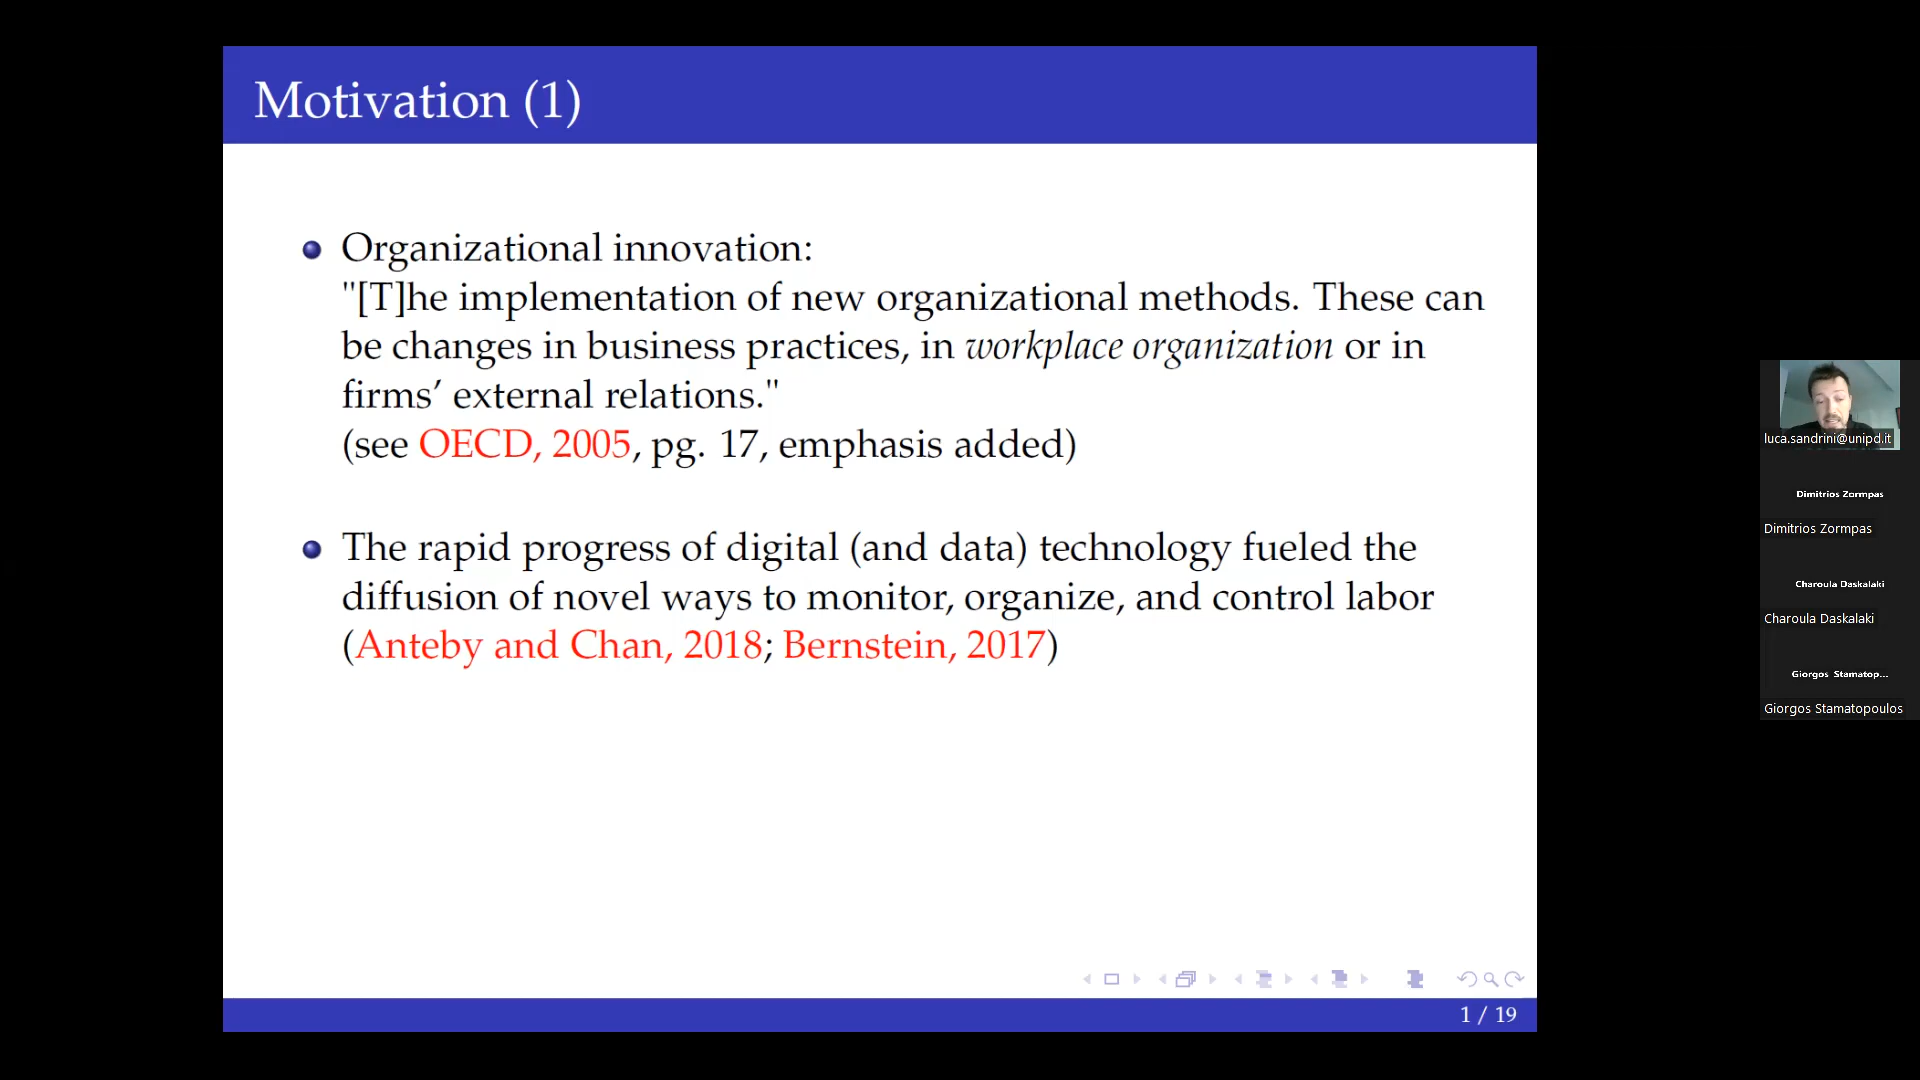 Motivation (1)
Organizational innovation:
"[T]he implementation of new organizational methods. These can
be changes in business practices, in workplace organization or in
firms' external relations."
(see OECD, 2005, pg. 17, emphasis added)
The rapid progress of digital (and data) technology fueled the
diffusion of novel ways to monitor, organize, and control labor
(Anteby and Chan, 2018; Bernstein, 2017)
1 / 19
luca.sandrini@unipd.it
Dimitrios Zormpas
Dimitrios Zormpas
Charoula Daskalaki
Charoula Daskalaki
Giorgos Stamatop...
Giorgos Stamatopoulos